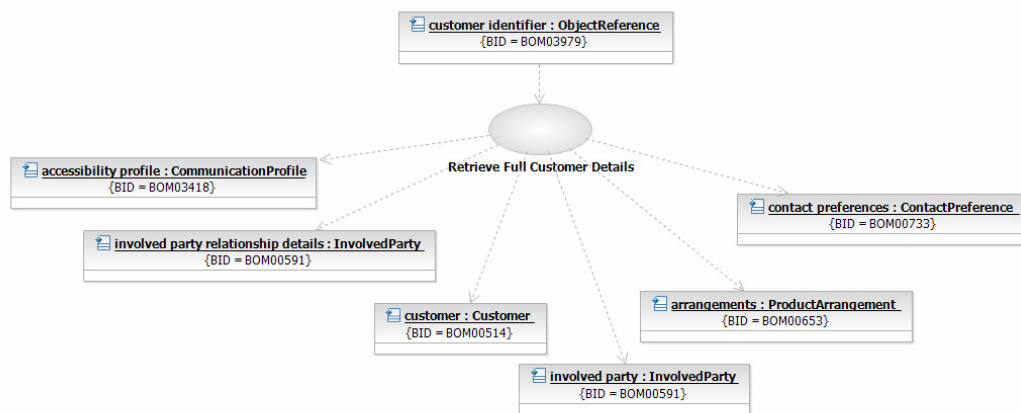 customer identifier : ObjectReference
{BID = BOM03979}
Retrieve Full Customer Details
accessibility profile : CommunicationProfile
{BID = BOM03418}
contact preferences : ContactPreference
{BID = BOM00733}
involved party relationship details : InvolvedParty
{BID = BOM00591}
arrangements : ProductArrangement
{BID = BOM00653}
customer : Customer
{BID = BOM00514}
involved party : InvolvedParty
{BID = BOM00591}